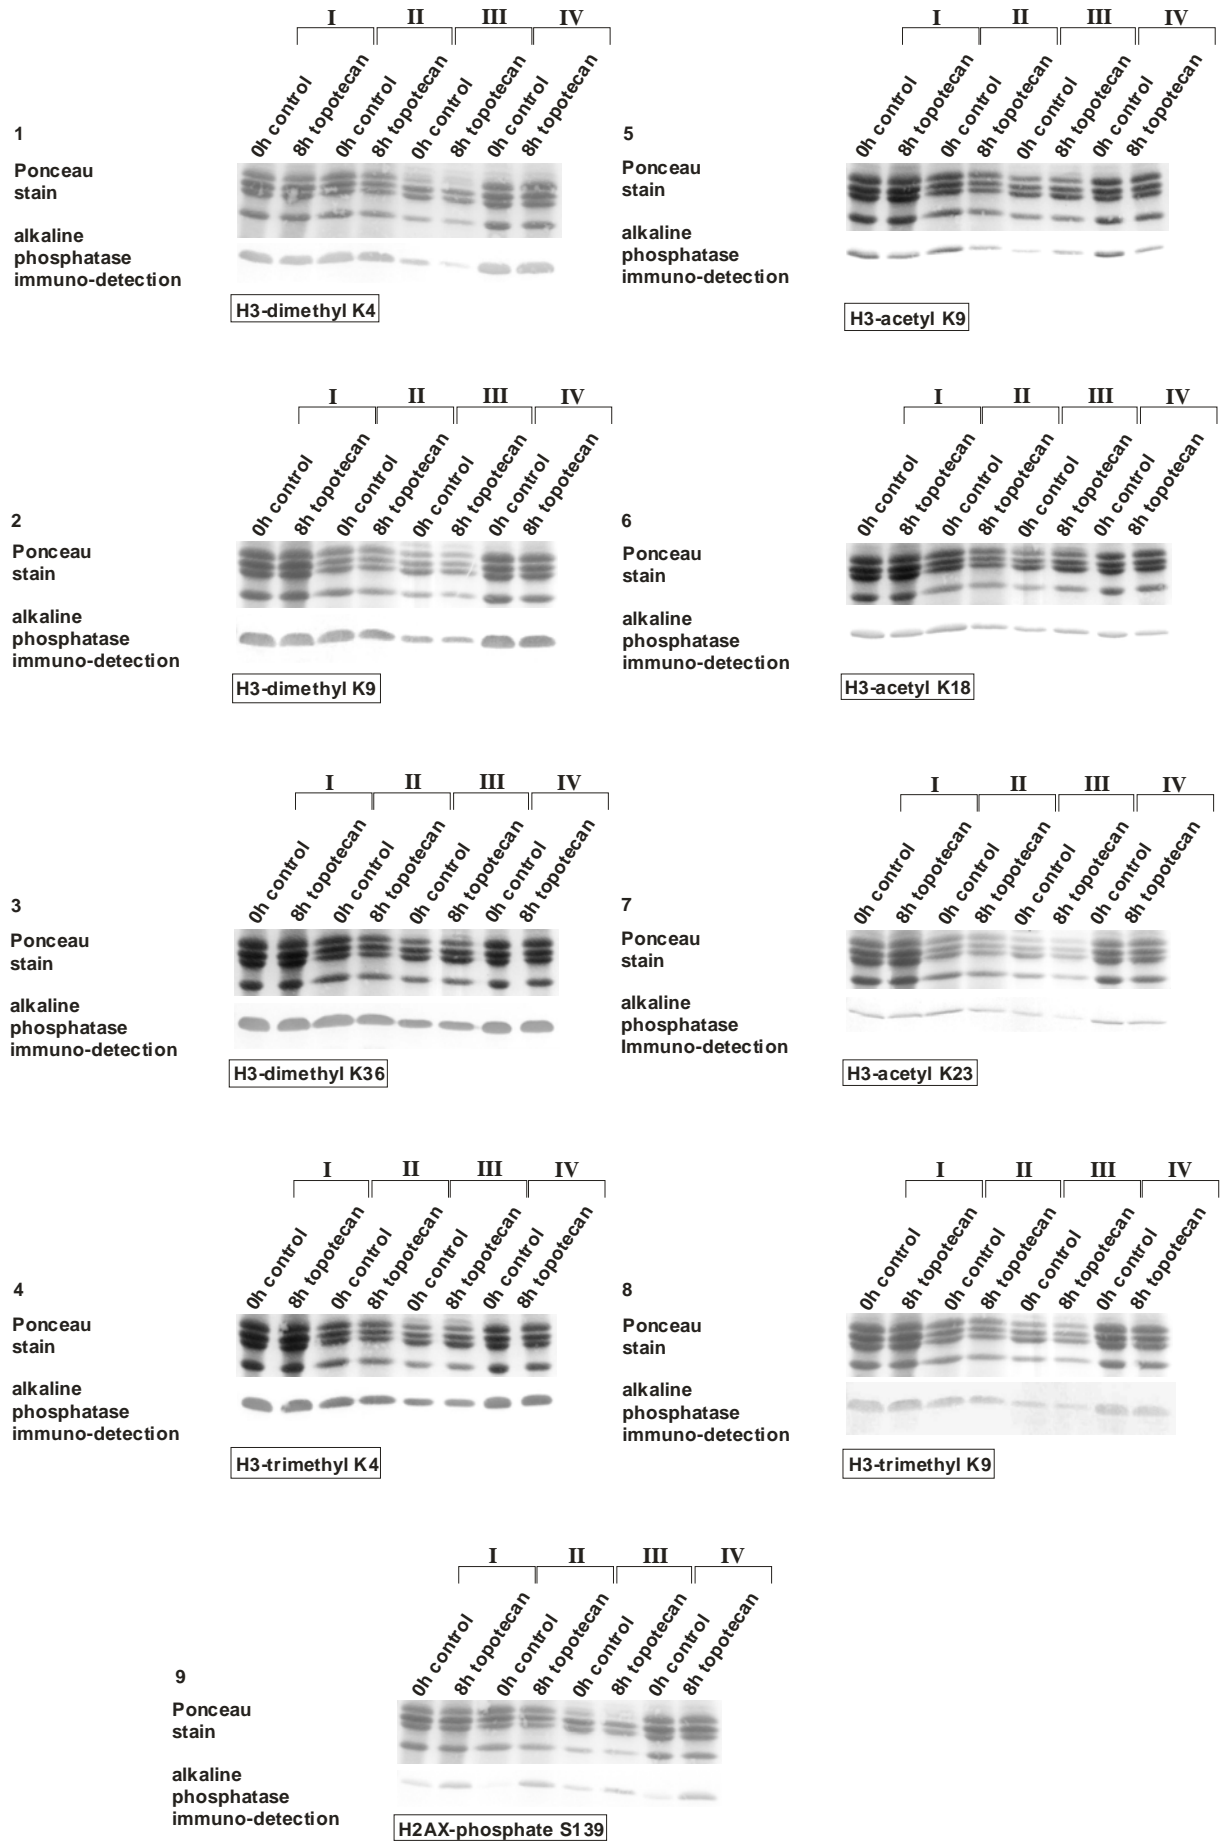 I II III IV
0h control 8h topotecan 0h control 8h topotecan 0h control 8h topotecan 0h control 8h topotecan
1
Ponceau
stain
alkaline
phosphatase
immuno-detection
H3-dimethyl K4
I II III IV
0h control 8h topotecan 0h control 8h topotecan 0h control 8h topotecan 0h control 8h topotecan
5
Ponceau
stain
alkaline
phosphatase
immuno-detection
H3-acetyl K9
I II III IV
0h control 8h topotecan 0h control 8h topotecan 0h control 8h topotecan 0h control 8h topotecan
2
Ponceau
stain
alkaline
phosphatase
immuno-detection
H3-dimethyl K9
I II III IV
0h control 8h topotecan 0h control 8h topotecan 0h control 8h topotecan 0h control 8h topotecan
6
Ponceau
stain
alkaline
phosphatase
immuno-detection
H3-acetyl K18
I II III IV
0h control 8h topotecan 0h control 8h topotecan 0h control 8h topotecan 0h control 8h topotecan
3
Ponceau
stain
alkaline
phosphatase
immuno-detection
H3-dimethyl K36
I II III IV
0h control 8h topotecan 0h control 8h topotecan 0h control 8h topotecan 0h control 8h topotecan
7
Ponceau
stain
alkaline
phosphatase
Immuno-detection
H3-acetyl K23
I II III IV
0h control 8h topotecan 0h control 8h topotecan 0h control 8h topotecan 0h control 8h topotecan
4
Ponceau
stain
alkaline
phosphatase
immuno-detection
H3-trimethyl K4
I II III IV
0h control 8h topotecan 0h control 8h topotecan 0h control 8h topotecan 0h control 8h topotecan
8
Ponceau
stain
alkaline
phosphatase
immuno-detection
H3-trimethyl K9
I II III IV
0h control 8h topotecan 0h control 8h topotecan 0h control 8h topotecan 0h control 8h topotecan
9
Ponceau
stain
alkaline
phosphatase
immuno-detection
H2AX-phosphate S139